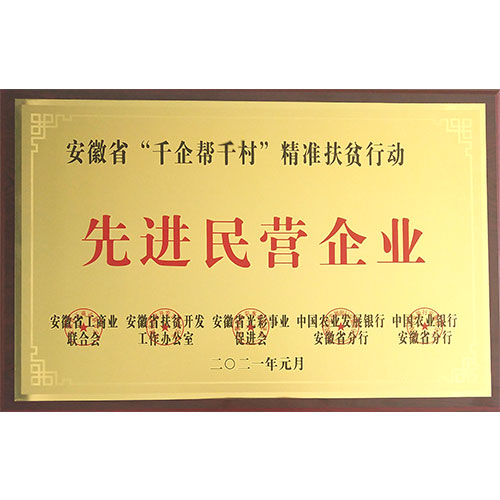 安徽省“千企帮千村”精准扶贫行动
先进民营企业
安徽省工商业联合会 安徽省扶贫开发工作办公室 安徽省光彩事业促进会 中国农业发展银行安徽省分行 中国农业银行安徽省分行
二〇二一年元月